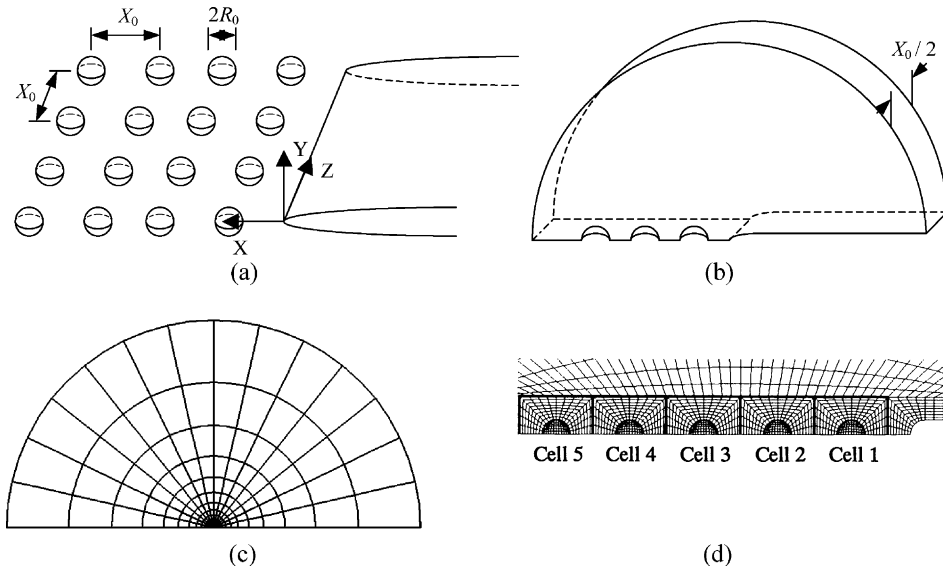 X₀
2R₀
X₀
Y
Z
X
(a)
X₀/2
(b)
(c)
Cell 5 Cell 4 Cell 3 Cell 2 Cell 1
(d)